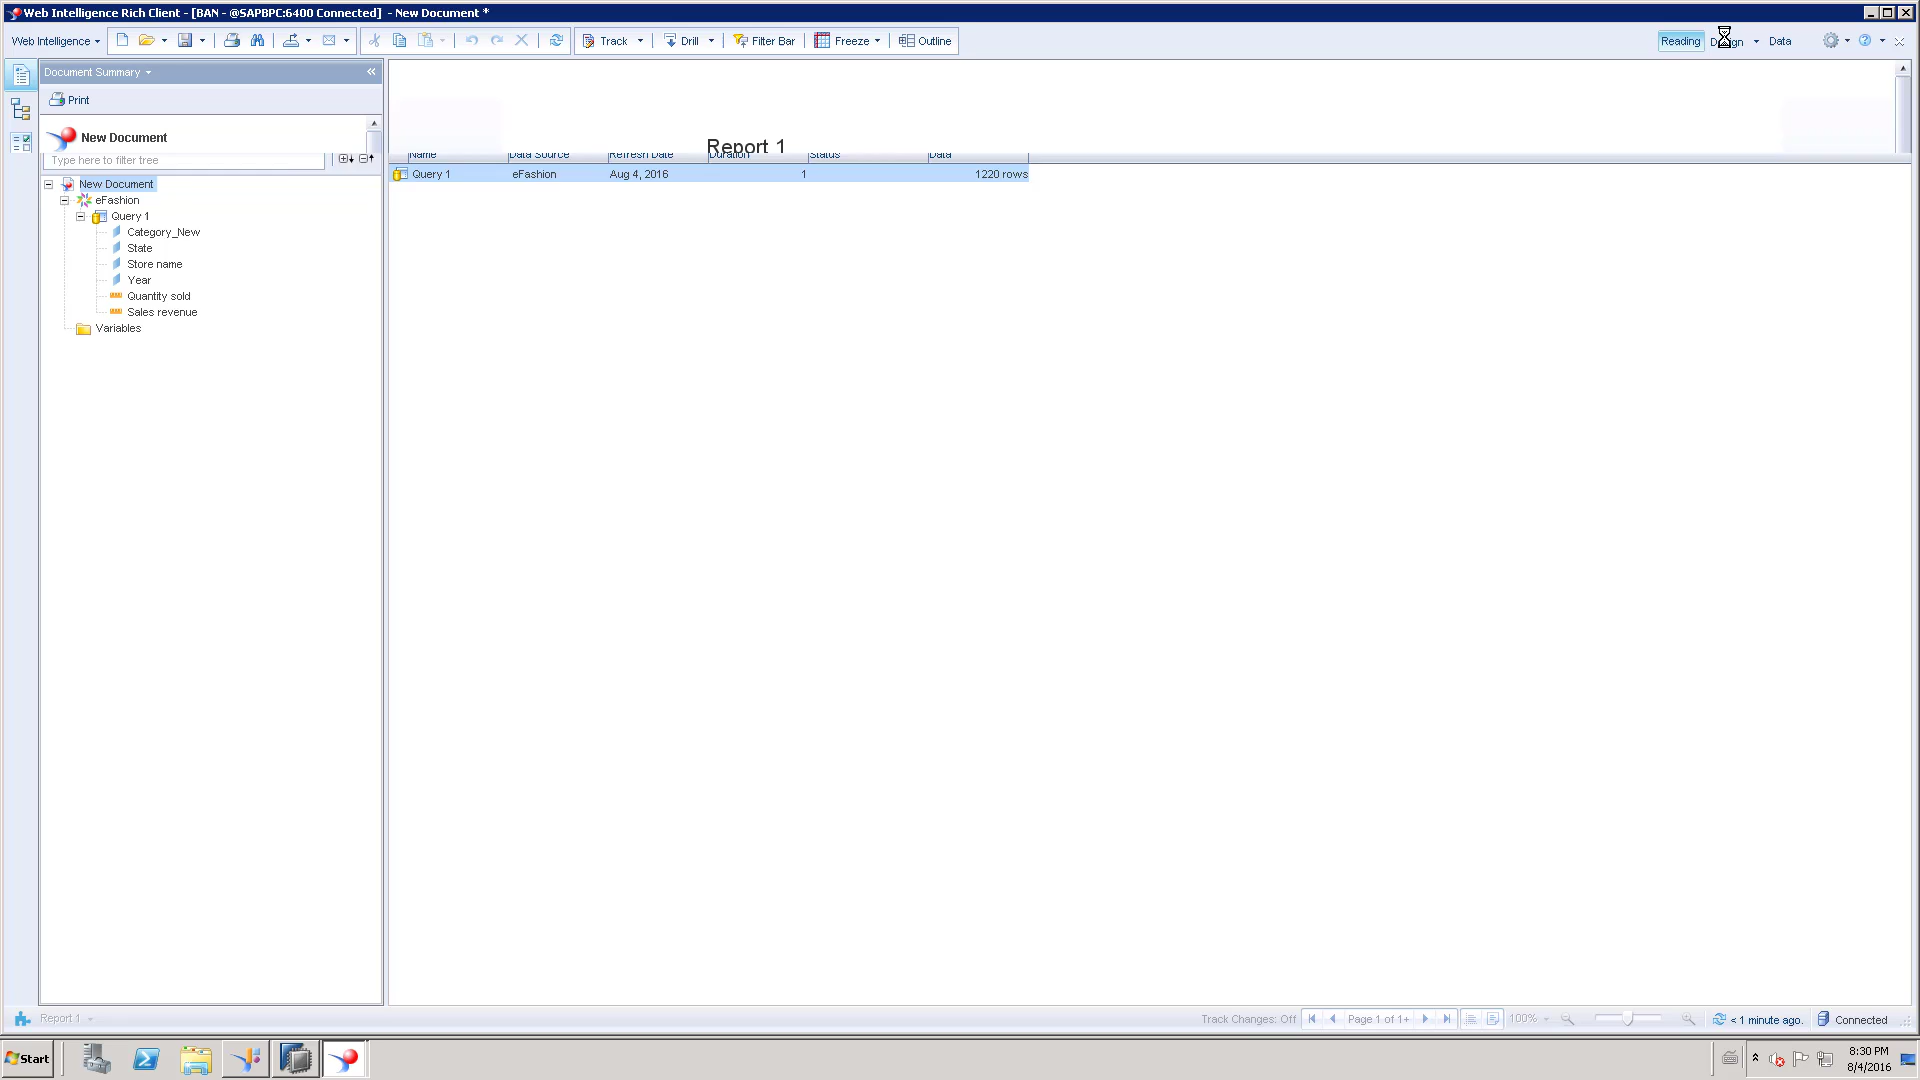 Web Intelligence Rich Client - [BAN - @SAPBPC:6400 Connected] - New Document *
Web Intelligence Track Drill Filter Bar Freeze Outline Reading Data
Document Summary
Print
New Document
Report 1
Type here to filter tree
Name Data Source Refresh Date Duration Status Data
Query 1 eFashion Aug 4, 2016 1 1220 rows
New Document
eFashion
Query 1
Category_New
State
Store name
Year
Quantity sold
Sales revenue
Variables
Report 1 Track Changes: Off Page 1 of 1+ 100% < 1 minute ago. Connected
Start 8:30 PM
8/4/2016